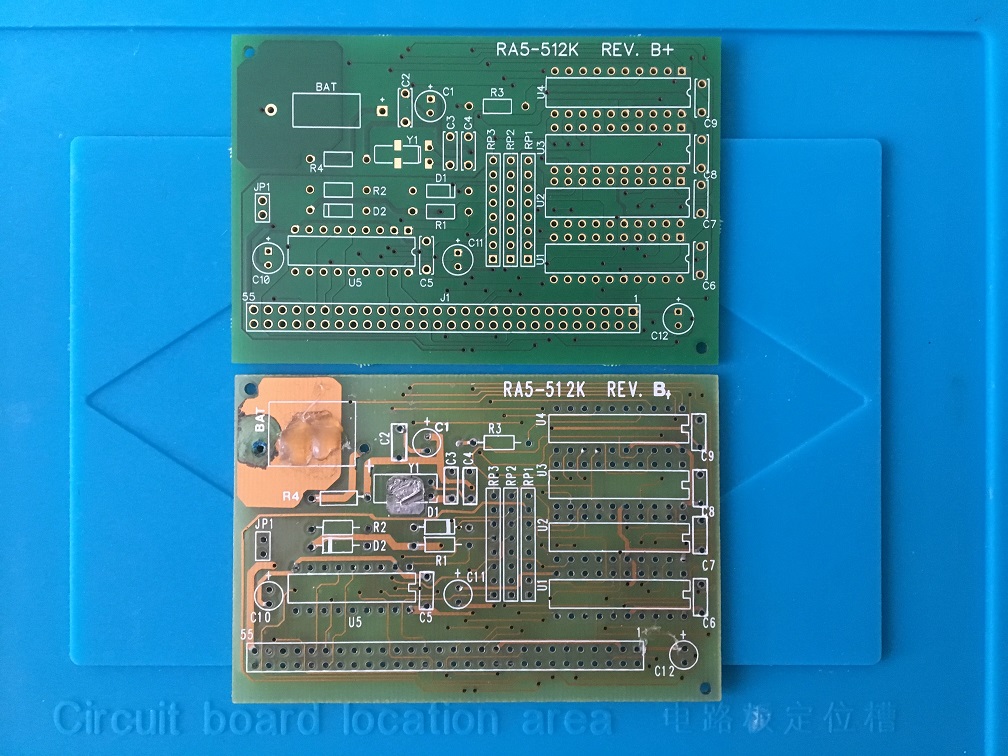 RA5-512K REV. B+
BAT
C2
C1
R3
U4
C9
C3
C4
RP3
RP2
RP1
Y1
U3
R4
C8
D1
JP1
R2
U2
D2
R1
C7
C11
U1
C10
U5
C5
C6
55
J1
1
C12
RA5-512K REV. B+
BAT
C2
C1
R3
U4
C9
C3
C4
Y1
RP3
RP2
RP1
U3
R4
D1
C8
JP1
R2
U2
D2
R1
C7
C11
U1
C10
U5
C5
C6
55
1
C12
Circuit board location area 电路板定位槽